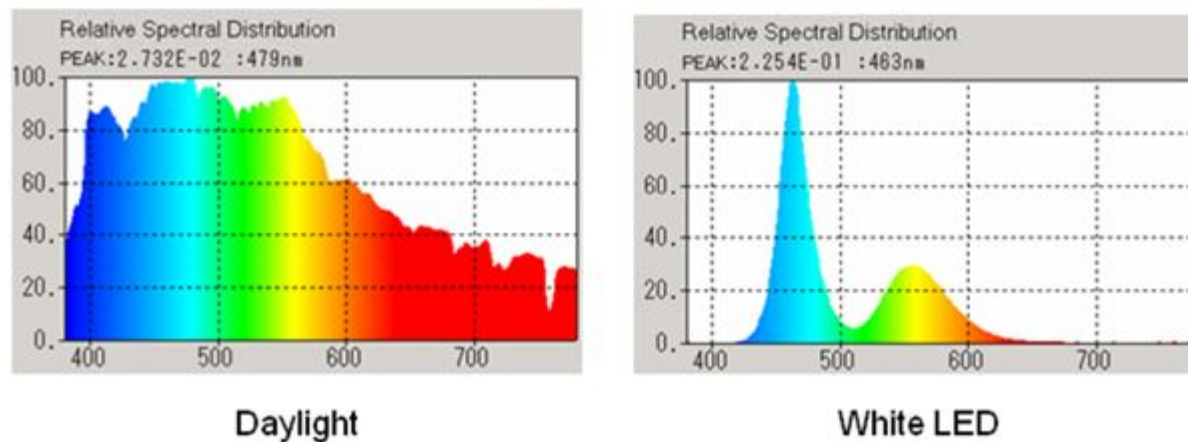 Relative Spectral Distribution
PEAK:2.732E-02 :479nm
100.
80.
60.
40.
20.
0.
400 500 600 700
Daylight
Relative Spectral Distribution
PEAK:2.254E-01 :463nm
100.
80.
60.
40.
20.
0.
400 500 600 700
White LED